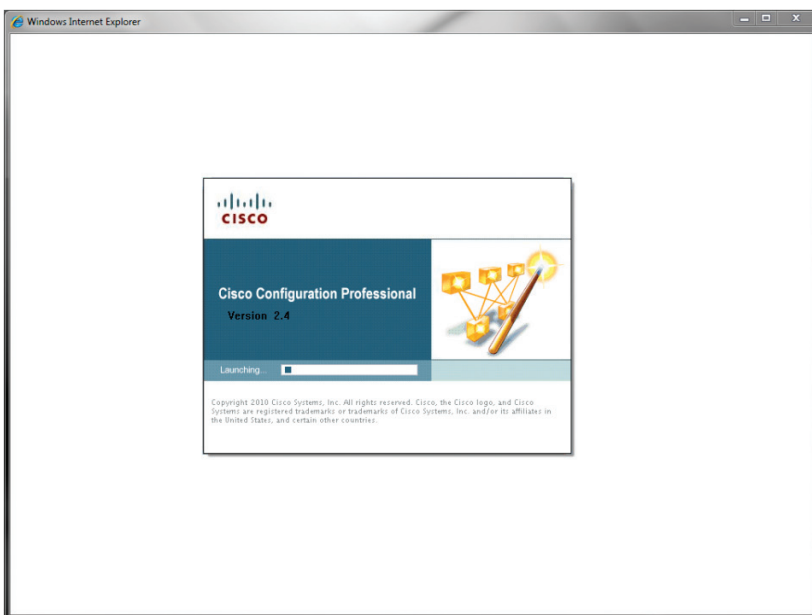 Windows Internet Explorer
CISCO
Cisco Configuration Professional
Version 2.4
Launching...
Copyright 2010 Cisco Systems, Inc. All rights reserved. Cisco, the Cisco logo, and Cisco
Systems are registered trademarks or trademarks of Cisco Systems, Inc. and/or its affiliates in
the United States, and certain other countries.